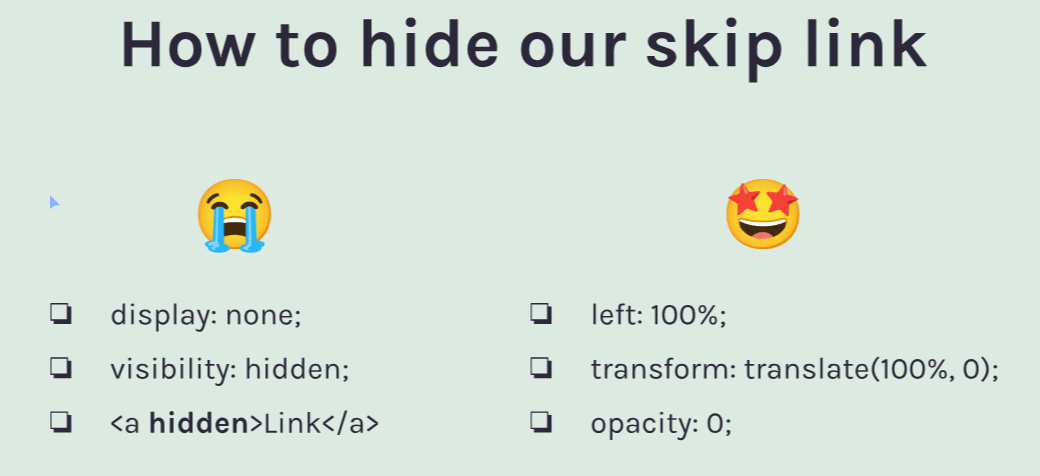 How to hide our skip link
display: none;
visibility: hidden;
<a hidden>Link</a>
left: 100%;
transform: translate(100%, 0);
opacity: 0;